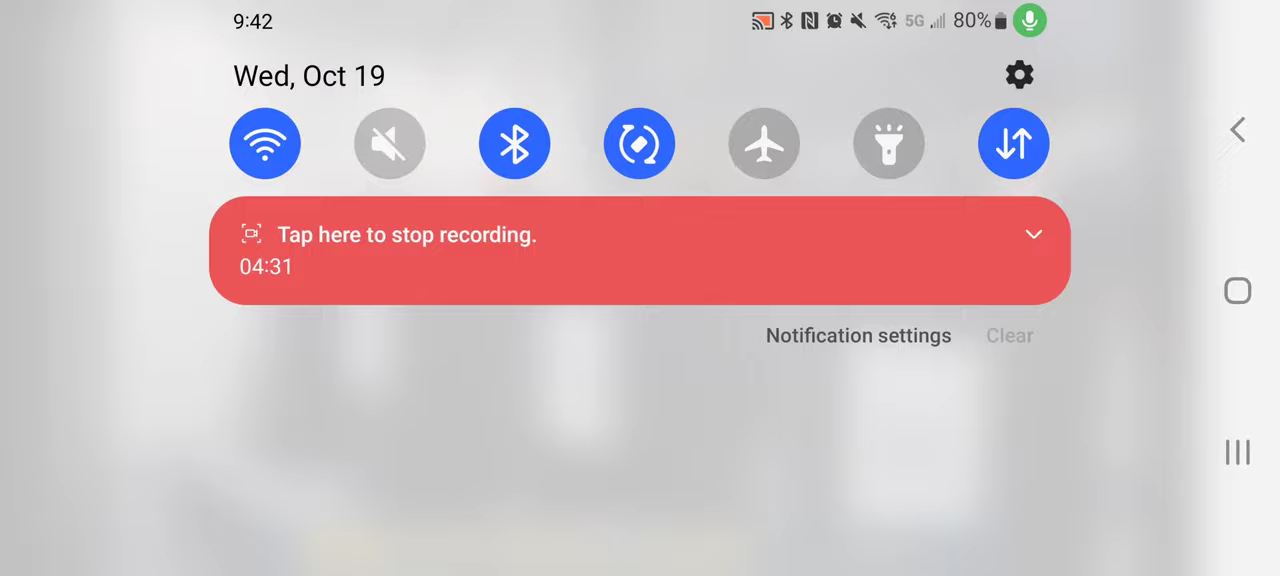 9:42
5G 80%
Wed, Oct 19
Tap here to stop recording.
04:31
Notification settings Clear